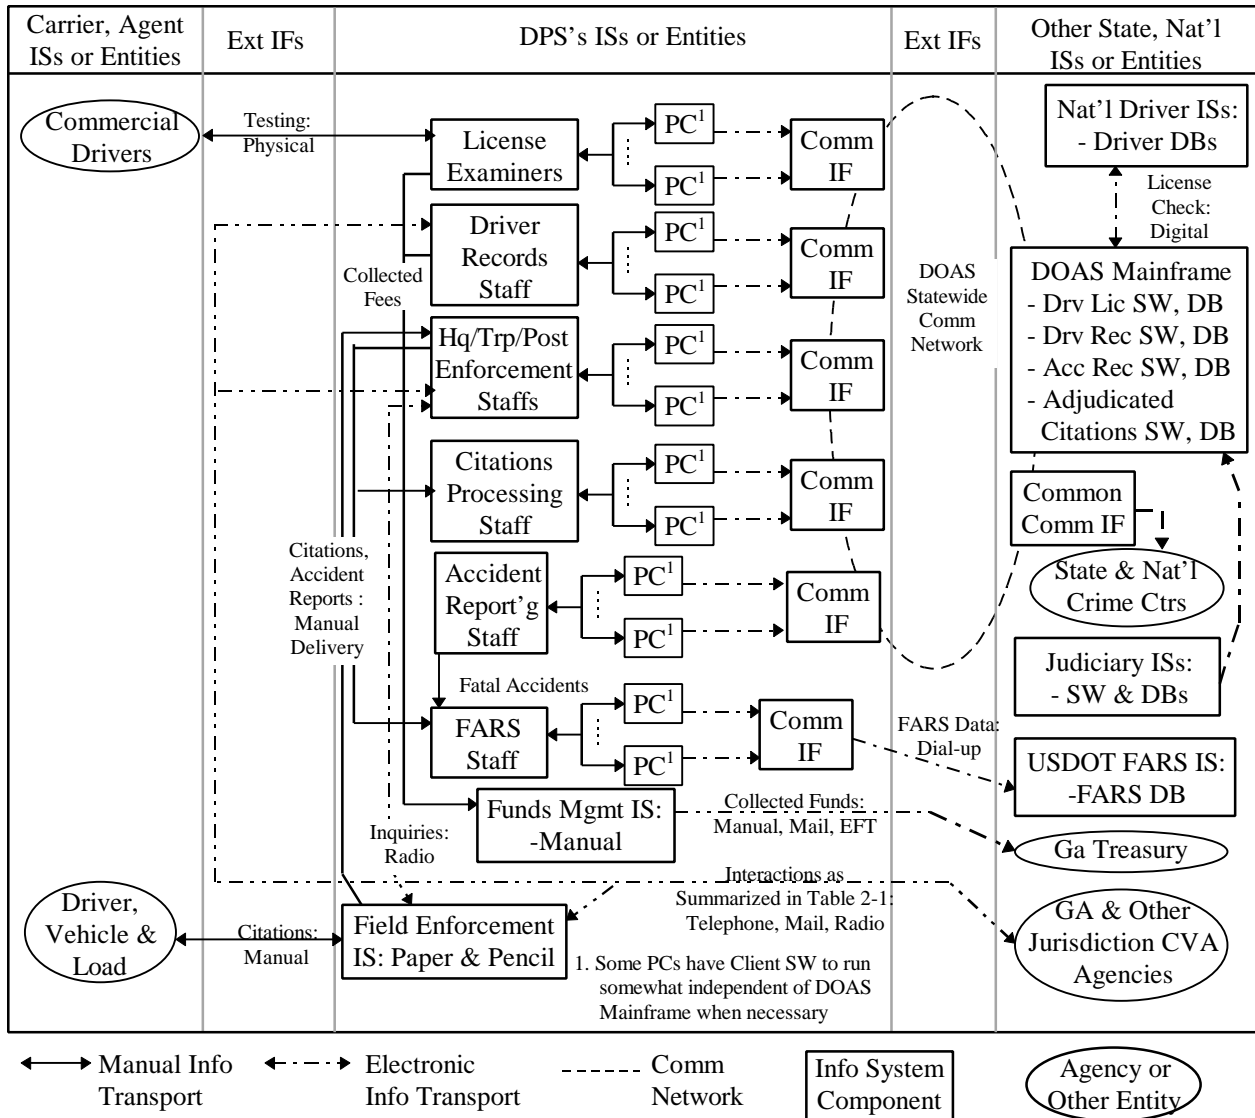 Carrier, Agent
ISs or Entities
Ext IFs
DPS's ISs or Entities
Ext IFs
Other State, Nat'l
ISs or Entities
Commercial
Drivers
Testing:
Physical
License
Examiners
PC1
PC1
Comm
IF
Nat'l Driver ISs:
- Driver DBs
License
Check:
Digital
Driver
Records
Staff
PC1
PC1
Comm
IF
Collected
Fees
DOAS
Statewide
Comm
Network
DOAS Mainframe
- Drv Lic SW, DB
- Drv Rec SW, DB
- Acc Rec SW, DB
- Adjudicated
Citations SW, DB
Hq/Trp/Post
Enforcement
Staffs
PC1
PC1
Comm
IF
Citations
Processing
Staff
PC1
PC1
Comm
IF
Common
Comm IF
State & Nat'l
Crime Ctrs
Citations,
Accident
Reports :
Manual
Delivery
Accident
Report'g
Staff
PC1
PC1
Comm
IF
Judiciary ISs:
- SW & DBs
Fatal Accidents
FARS
Staff
PC1
PC1
Comm
IF
FARS Data:
Dial-up
USDOT FARS IS:
-FARS DB
Funds Mgmt IS:
-Manual
Collected Funds:
Manual, Mail, EFT
Ga Treasury
Inquiries:
Radio
Interactions as
Summarized in Table 2-1:
Telephone, Mail, Radio
Driver,
Vehicle &
Load
Citations:
Manual
Field Enforcement
IS: Paper & Pencil
GA & Other
Jurisdiction CVA
Agencies
1. Some PCs have Client SW to run
somewhat independent of DOAS
Mainframe when necessary
Manual Info
Transport
Electronic
Info Transport
Comm
Network
Info System
Component
Agency or
Other Entity